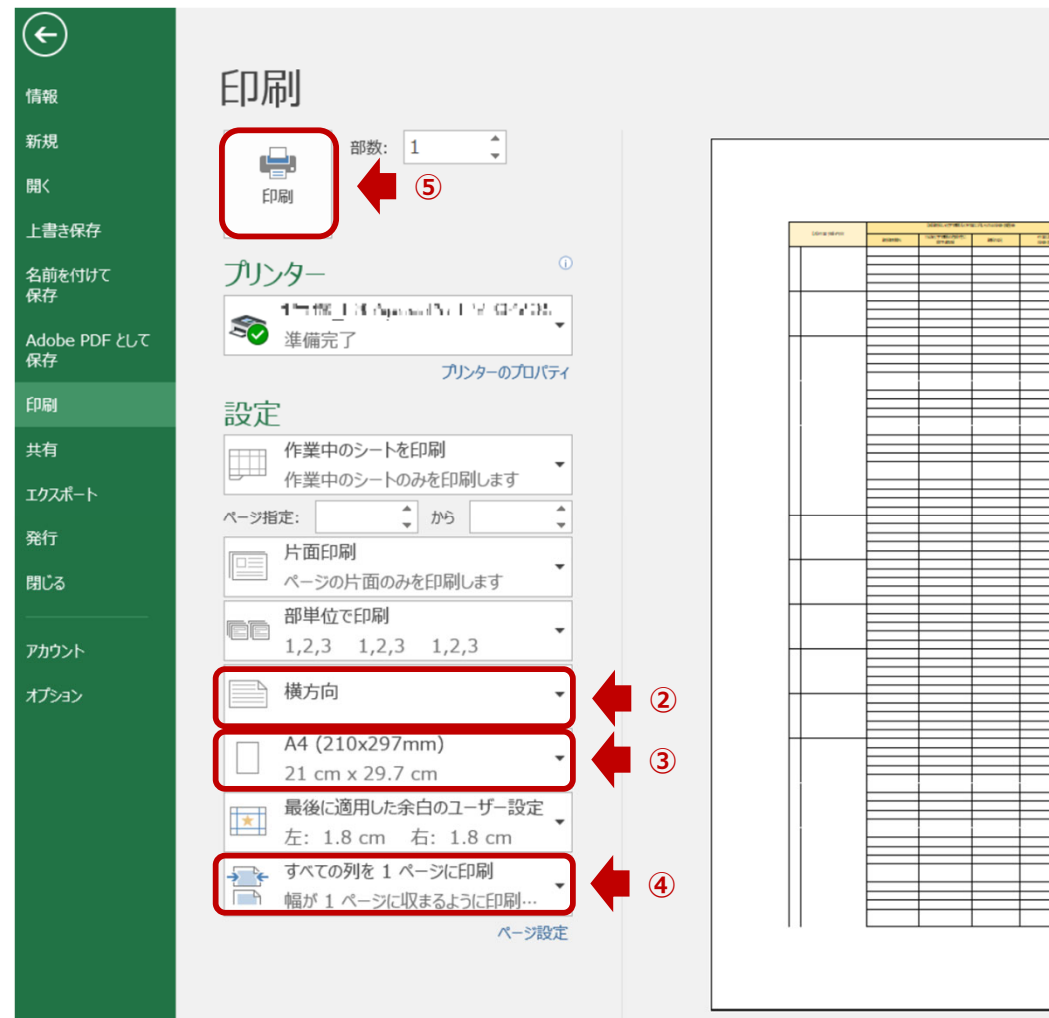 情報
新規
開く
上書き保存
名前を付けて
保存
Adobe PDF として
保存
印刷
共有
エクスポート
発行
閉じる
アカウント
オプション
印刷
印刷
部数: 1
⑤
プリンター
準備完了
プリンターのプロパティ
設定
作業中のシートを印刷
作業中のシートのみを印刷します
ページ指定: から
片面印刷
ページの片面のみを印刷します
部単位で印刷
1,2,3 1,2,3 1,2,3
横方向
②
A4 (210x297mm)
21 cm x 29.7 cm
③
最後に適用した余白のユーザー設定
左: 1.8 cm 右: 1.8 cm
すべての列を 1 ページに印刷
幅が 1 ページに収まるように印刷…
④
ページ設定